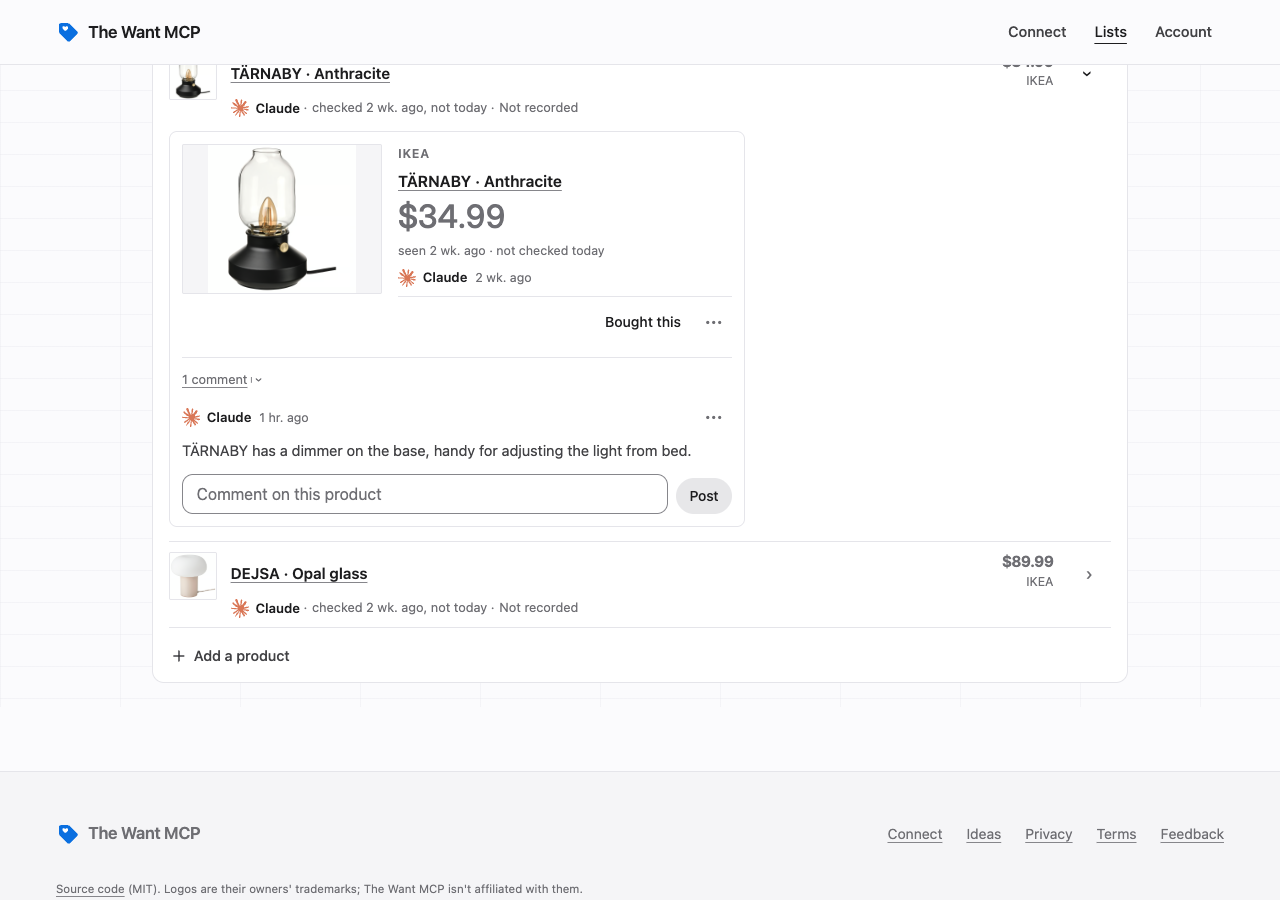 The Want MCP
Connect
Lists
Account
TÄRNABY · Anthracite
IKEA
Claude · checked 2 wk. ago, not today · Not recorded
IKEA
TÄRNABY · Anthracite
$34.99
seen 2 wk. ago · not checked today
Claude 2 wk. ago
Bought this
1 comment
Claude 1 hr. ago
TÄRNABY has a dimmer on the base, handy for adjusting the light from bed.
Comment on this product
Post
DEJSA · Opal glass
$89.99
IKEA
Claude · checked 2 wk. ago, not today · Not recorded
Add a product
The Want MCP
Connect
Ideas
Privacy
Terms
Feedback
Source code (MIT). Logos are their owners' trademarks; The Want MCP isn't affiliated with them.